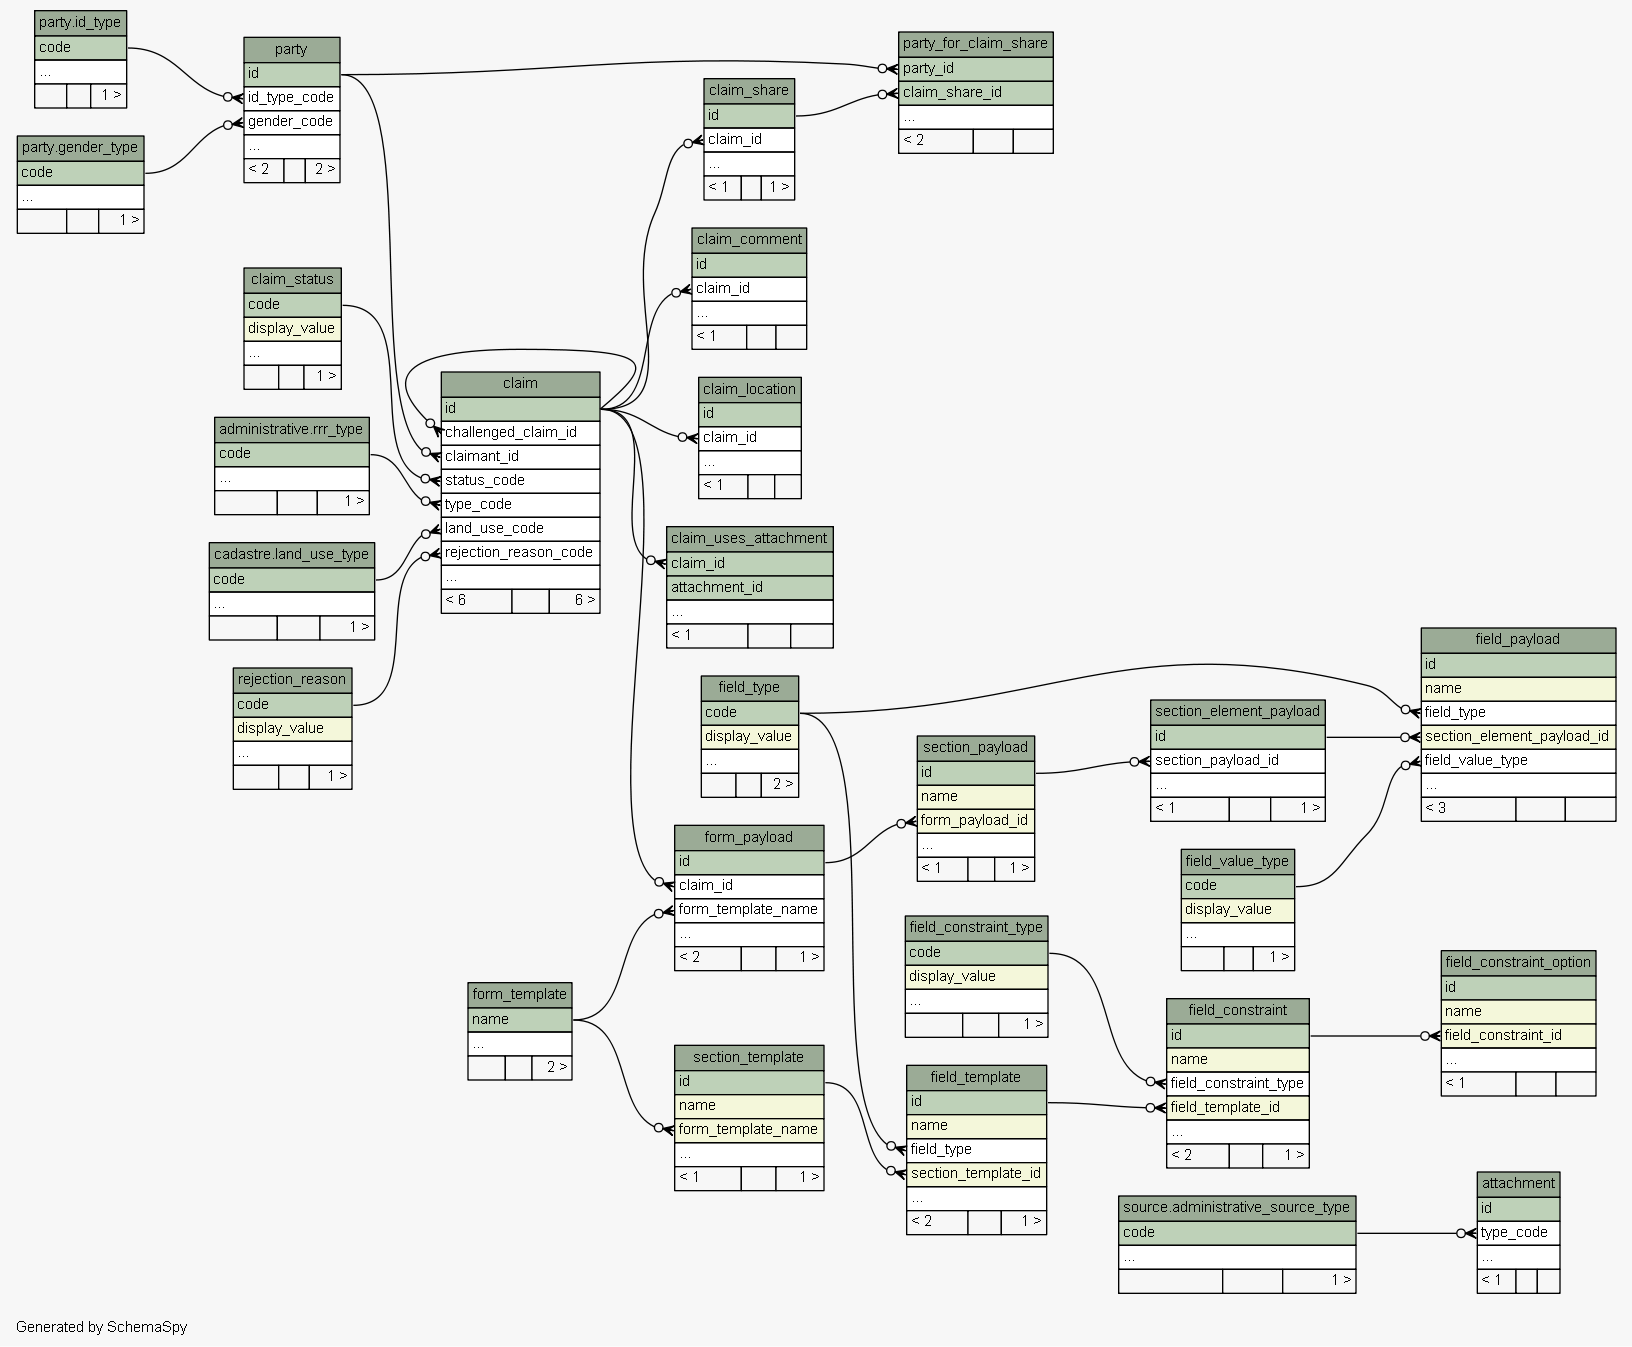 party.id_type
code
...
1 >
party
id
id_type_code
gender_code
...
< 2 2 >
party.gender_type
code
...
1 >
party_for_claim_share
party_id
claim_share_id
...
< 2
claim_share
id
claim_id
...
< 1 1 >
claim_comment
id
claim_id
...
< 1
claim_status
code
display_value
...
1 >
claim
id
challenged_claim_id
claimant_id
status_code
type_code
land_use_code
rejection_reason_code
...
< 6 6 >
claim_location
id
claim_id
...
< 1
administrative.rrr_type
code
...
1 >
cadastre.land_use_type
code
...
1 >
claim_uses_attachment
claim_id
attachment_id
...
< 1
rejection_reason
code
display_value
...
1 >
field_type
code
display_value
...
2 >
field_payload
id
name
field_type
section_element_payload_id
field_value_type
...
< 3
section_element_payload
id
section_payload_id
...
< 1 1 >
section_payload
id
name
form_payload_id
...
< 1 1 >
form_payload
id
claim_id
form_template_name
...
< 2 1 >
field_value_type
code
display_value
...
1 >
field_constraint_type
code
display_value
...
1 >
field_constraint_option
id
name
field_constraint_id
...
< 1
form_template
name
...
2 >
field_constraint
id
name
field_constraint_type
field_template_id
...
< 2 1 >
section_template
id
name
form_template_name
...
< 1 1 >
field_template
id
name
field_type
section_template_id
...
< 2 1 >
source.administrative_source_type
code
...
1 >
attachment
id
type_code
...
< 1
Generated by SchemaSpy